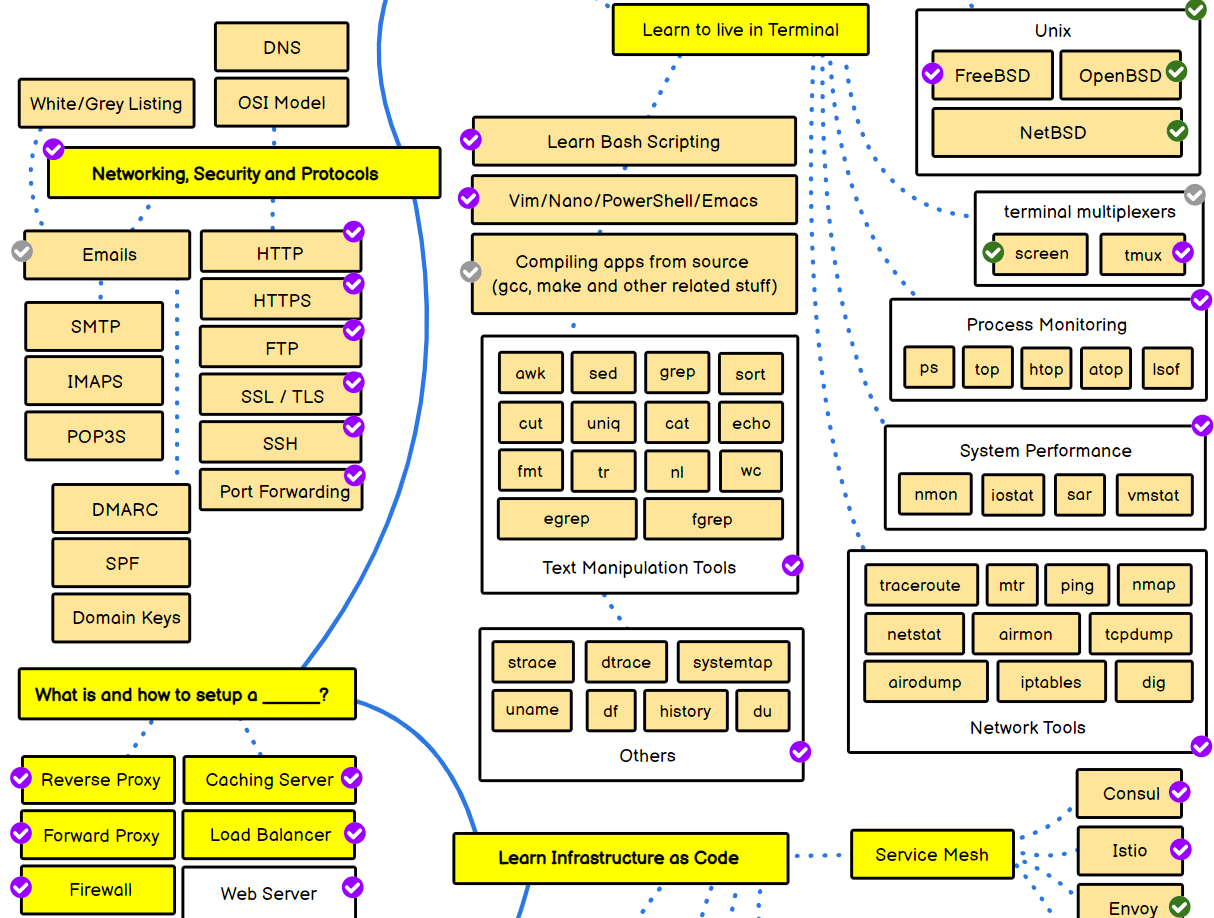 DNS
White/Grey Listing
OSI Model
Networking, Security and Protocols
Emails
SMTP
IMAPS
POP3S
DMARC
SPF
Domain Keys
HTTP
HTTPS
FTP
SSL / TLS
SSH
Port Forwarding
What is and how to setup a ______?
Reverse Proxy
Caching Server
Forward Proxy
Load Balancer
Firewall
Web Server
Learn to live in Terminal
Learn Bash Scripting
Vim/Nano/PowerShell/Emacs
Compiling apps from source
(gcc, make and other related stuff)
awk
sed
grep
sort
cut
uniq
cat
echo
fmt
tr
nl
wc
egrep
fgrep
Text Manipulation Tools
strace
dtrace
systemtap
uname
df
history
du
Others
Learn Infrastructure as Code
Unix
FreeBSD
OpenBSD
NetBSD
terminal multiplexers
screen
tmux
Process Monitoring
ps
top
htop
atop
lsof
System Performance
nmon
iostat
sar
vmstat
traceroute
mtr
ping
nmap
netstat
airmon
tcpdump
airodump
iptables
dig
Network Tools
Service Mesh
Consul
Istio
Envoy